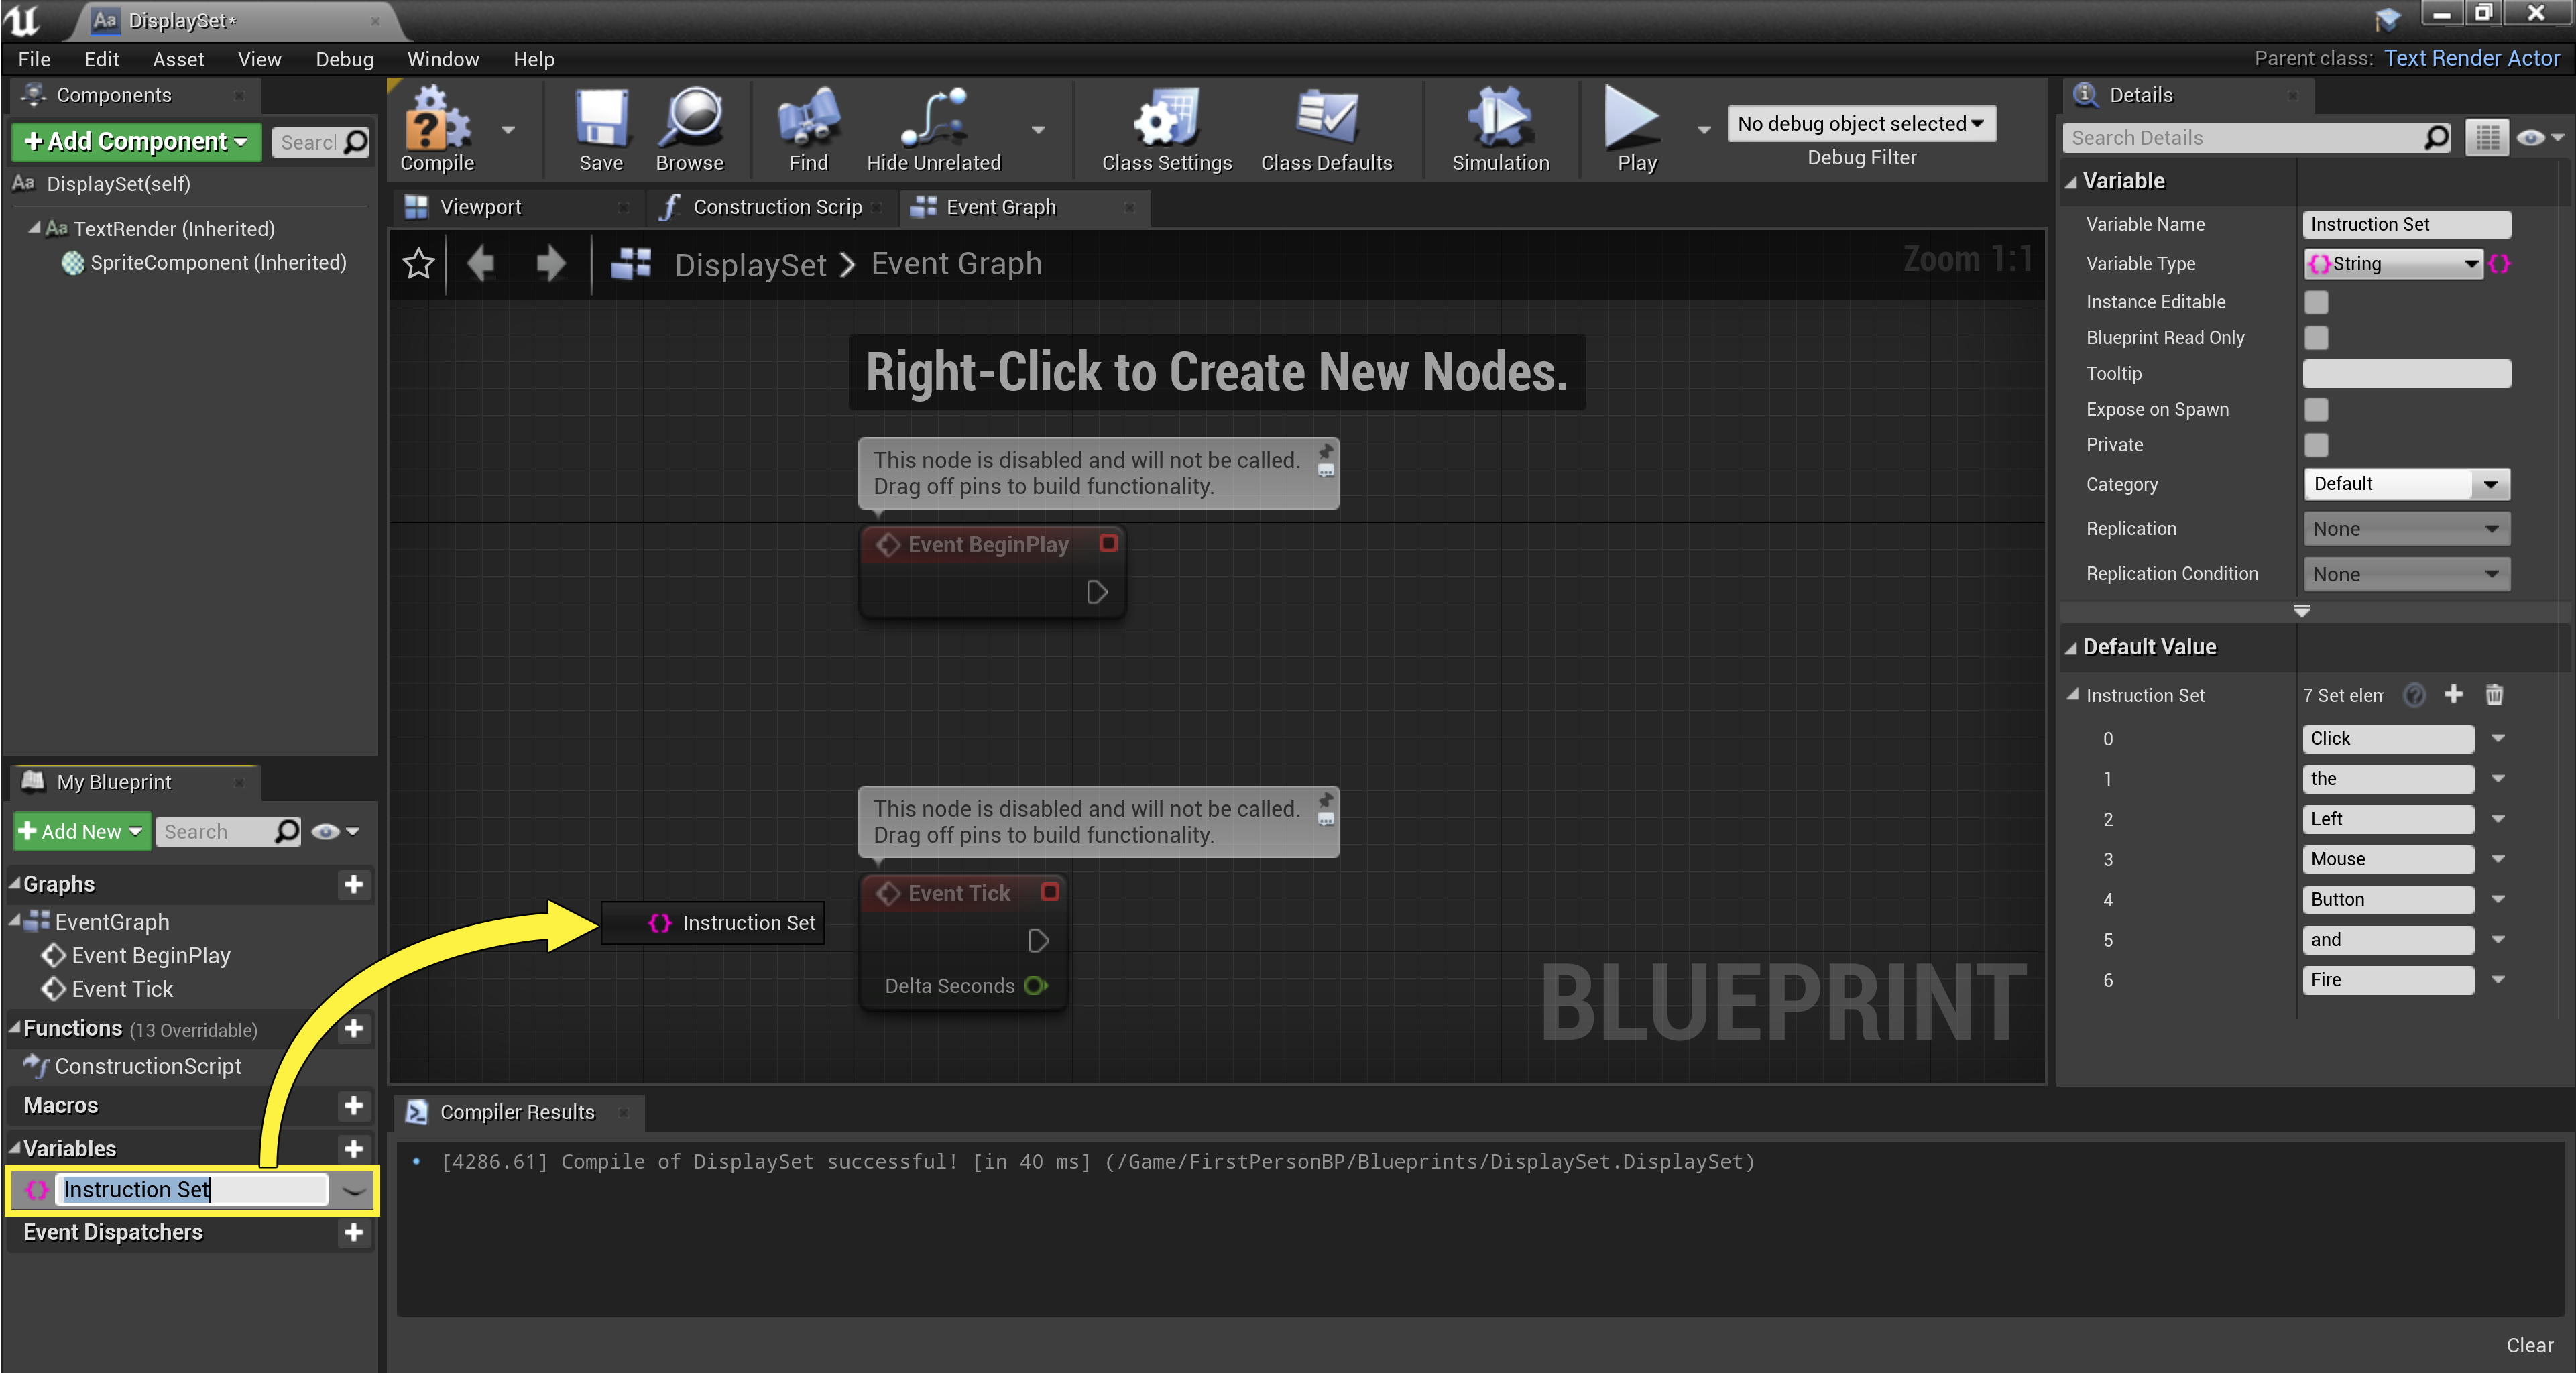 DisplaySet*
File Edit Asset View Debug Window Help
Parent class: Text Render Actor
Components
+Add Component
Search
DisplaySet(self)
TextRender (Inherited)
SpriteComponent (Inherited)
Compile
Save
Browse
Find
Hide Unrelated
Class Settings
Class Defaults
Simulation
Play
No debug object selected
Debug Filter
Viewport
Construction Scrip
Event Graph
DisplaySet > Event Graph
Zoom 1:1
Right-Click to Create New Nodes.
This node is disabled and will not be called.
Drag off pins to build functionality.
Event BeginPlay
This node is disabled and will not be called.
Drag off pins to build functionality.
Event Tick
Delta Seconds
Instruction Set
BLUEPRINT
My Blueprint
+ Add New
Search
Graphs
EventGraph
Event BeginPlay
Event Tick
Functions (13 Overridable)
ConstructionScript
Macros
Variables
Instruction Set
Event Dispatchers
Compiler Results
[4286.61] Compile of DisplaySet successful! [in 40 ms] (/Game/FirstPersonBP/Blueprints/DisplaySet.DisplaySet)
Clear
Details
Search Details
Variable
Variable Name Instruction Set
Variable Type String
Instance Editable
Blueprint Read Only
Tooltip
Expose on Spawn
Private
Category Default
Replication None
Replication Condition None
Default Value
Instruction Set 7 Set elem
0 Click
1 the
2 Left
3 Mouse
4 Button
5 and
6 Fire